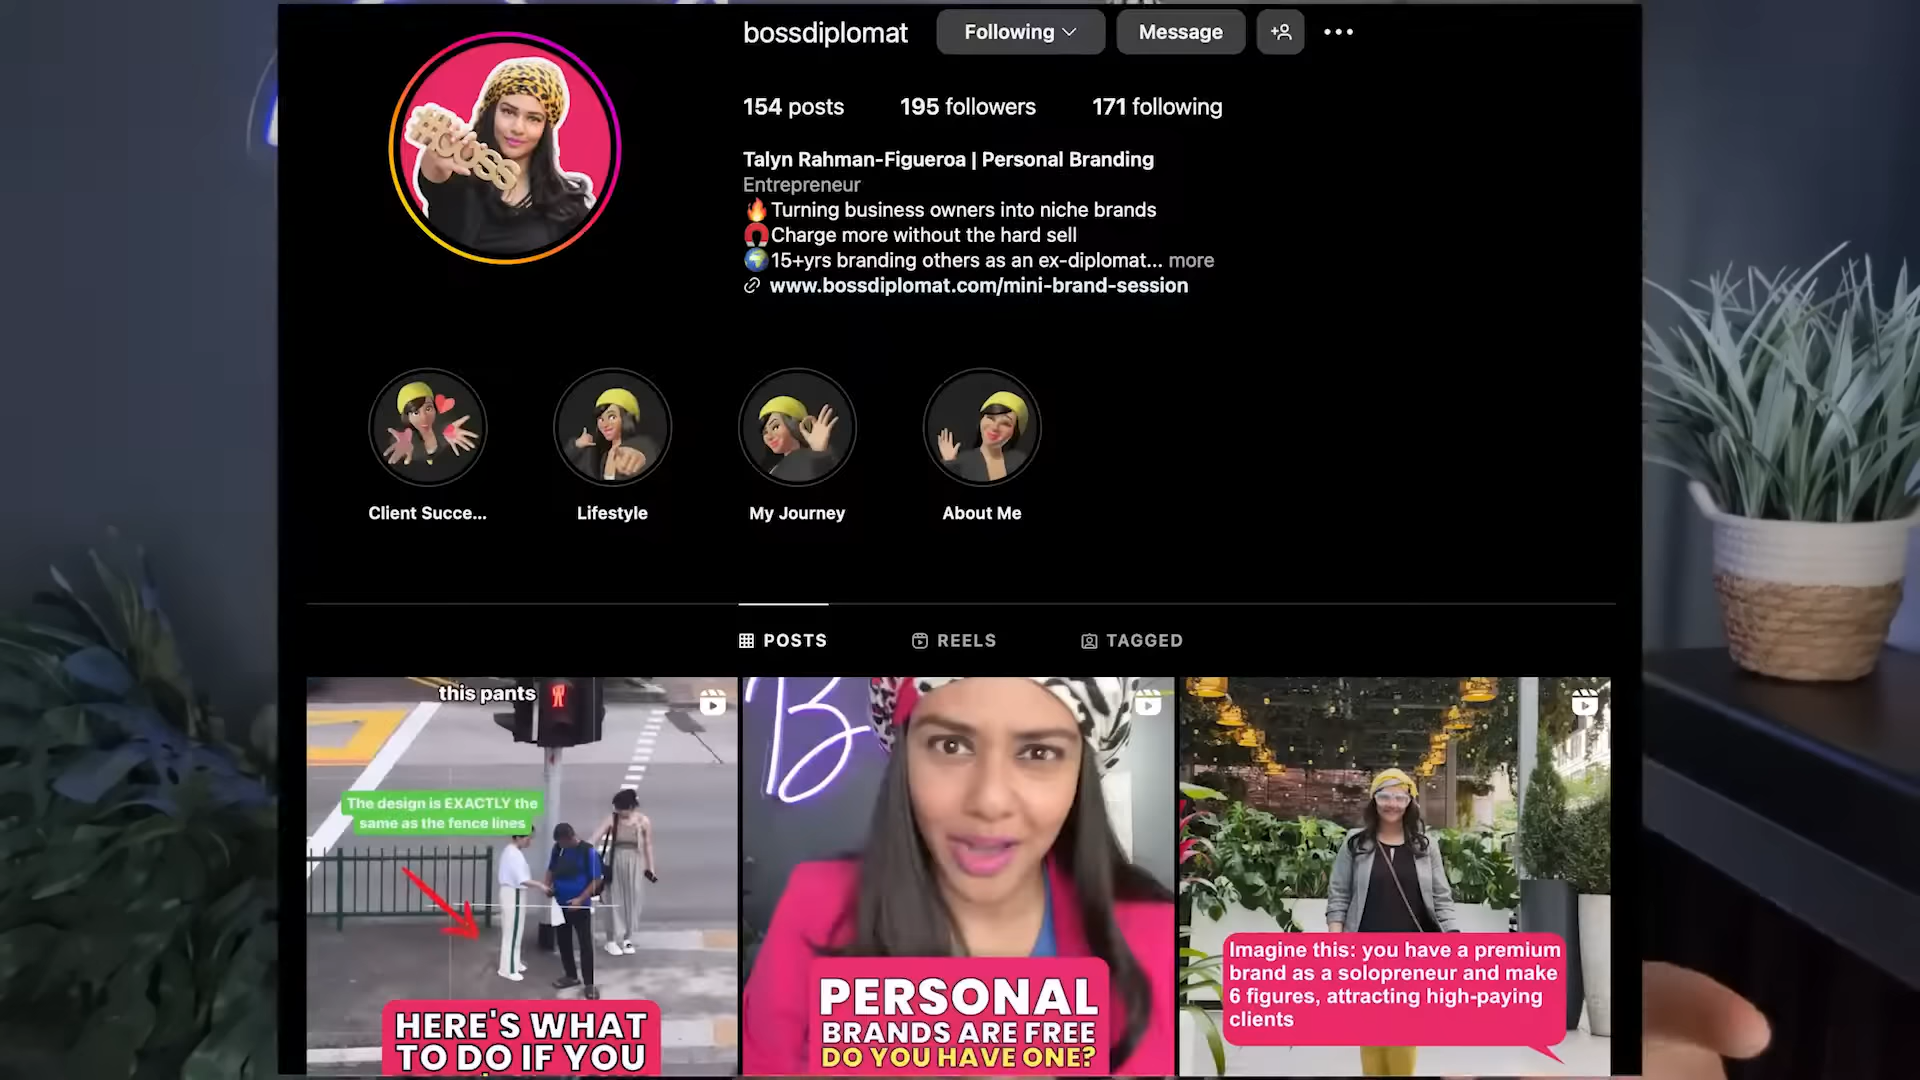 bossdiplomat
Following
Message
154 posts
195 followers
171 following
Talyn Rahman-Figueroa | Personal Branding
Entrepreneur
🔥Turning business owners into niche brands
🧲Charge more without the hard sell
🌍15+yrs branding others as an ex-diplomat... more
www.bossdiplomat.com/mini-brand-session
#BOSS
Client Succe...
Lifestyle
My Journey
About Me
POSTS
REELS
TAGGED
this pants
The design is EXACTLY the
same as the fence lines
HERE'S WHAT
TO DO IF YOU
B
PERSONAL
BRANDS ARE FREE
DO YOU HAVE ONE?
Imagine this: you have a premium
brand as a solopreneur and make
6 figures, attracting high-paying
clients